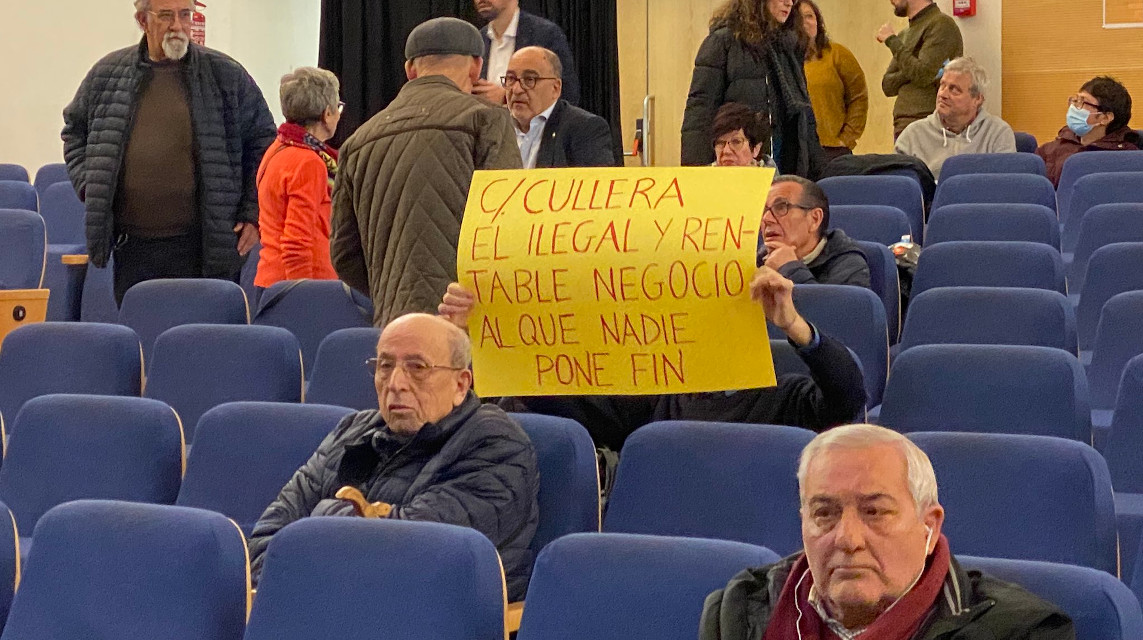 C/. CULLERA
EL ILEGAL Y REN-
TABLE NEGOCIO
AL QUE NADIE
PONE FIN